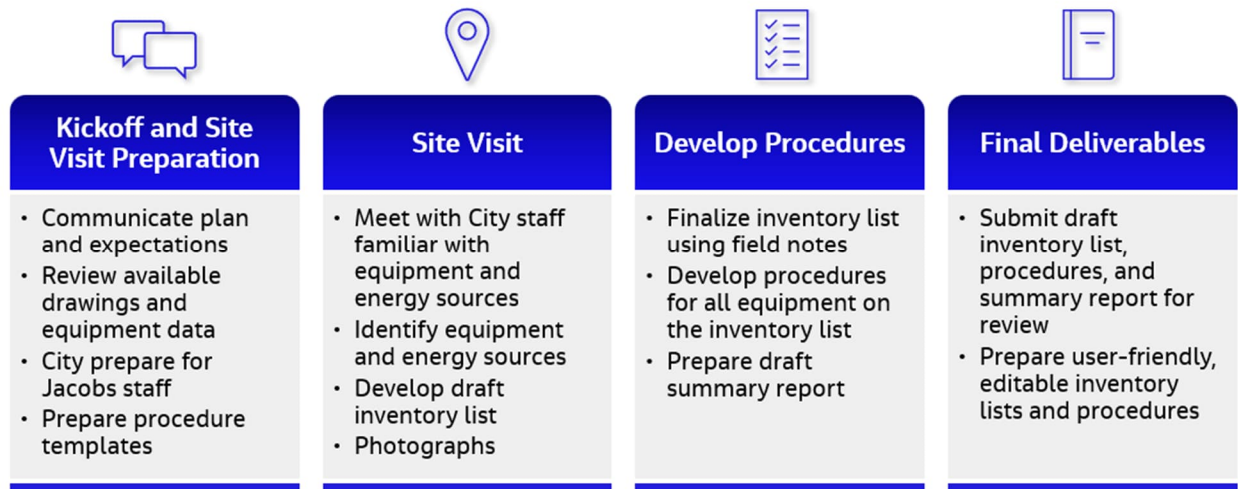 Kickoff and Site
Visit Preparation
• Communicate plan
and expectations
• Review available
drawings and
equipment data
• City prepare for
Jacobs staff
• Prepare procedure
templates
Site Visit
• Meet with City staff
familiar with
equipment and
energy sources
• Identify equipment
and energy sources
• Develop draft
inventory list
• Photographs
Develop Procedures
• Finalize inventory list
using field notes
• Develop procedures
for all equipment on
the inventory list
• Prepare draft
summary report
Final Deliverables
• Submit draft
inventory list,
procedures, and
summary report for
review
• Prepare user-friendly,
editable inventory
lists and procedures